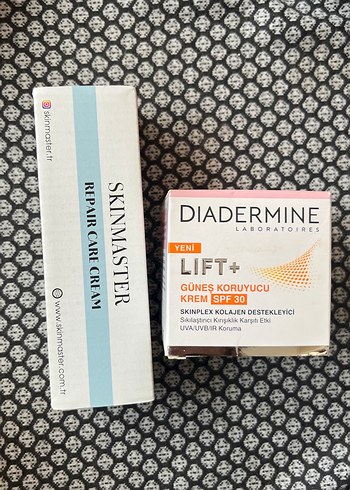 skinmaster.tr
SKINMASTER
REPAIR CARE CREAM
www.skinmaster.com.tr
DIADERMINE
LABORATOIRES
YENİ
LIFT+
GÜNEŞ KORUYUCU
KREM SPF 30
SKINPLEX KOLAJEN DESTEKLEYİCİ
Sıkılaştırıcı Kırışıklık Karşıtı Etki
UVA/UVB/IR Koruma